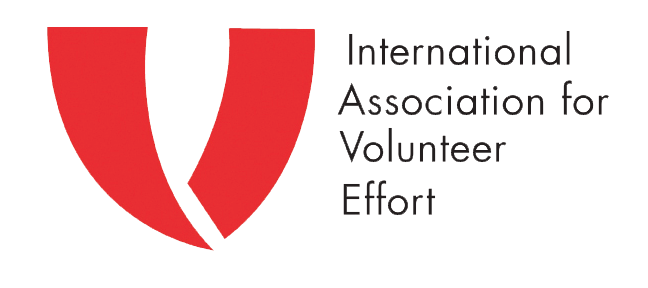 International
Association for
Volunteer
Effort